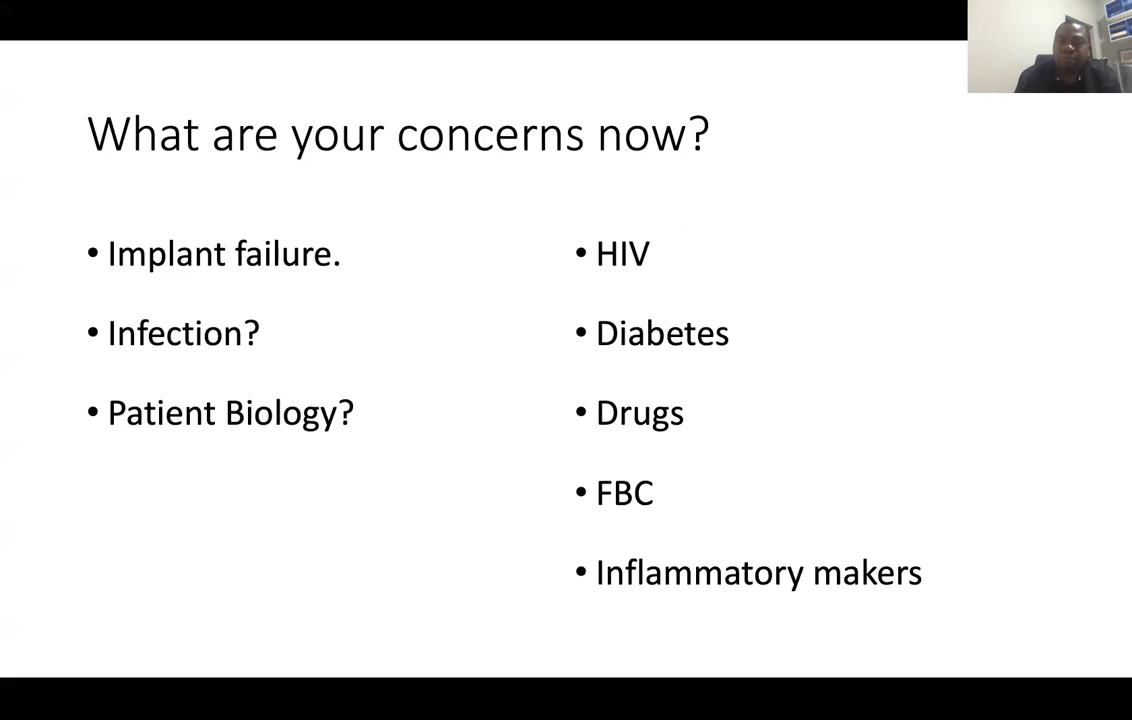 What are your concerns now?
• Implant failure.
• Infection?
• Patient Biology?
• HIV
• Diabetes
• Drugs
• FBC
• Inflammatory makers